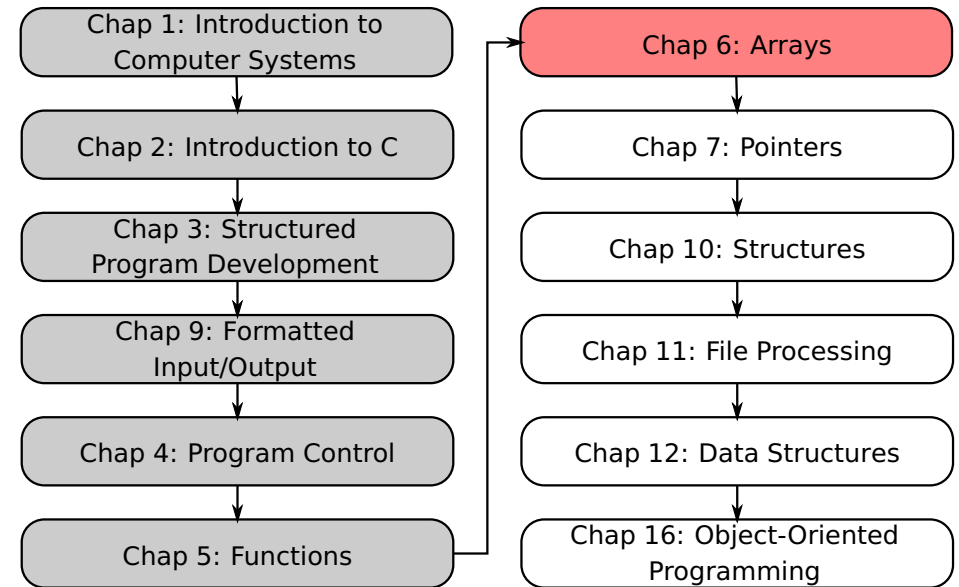 Chap 1: Introduction to
Computer Systems
Chap 2: Introduction to C
Chap 3: Structured
Program Development
Chap 9: Formatted
Input/Output
Chap 4: Program Control
Chap 5: Functions
Chap 6: Arrays
Chap 7: Pointers
Chap 10: Structures
Chap 11: File Processing
Chap 12: Data Structures
Chap 16: Object-Oriented
Programming